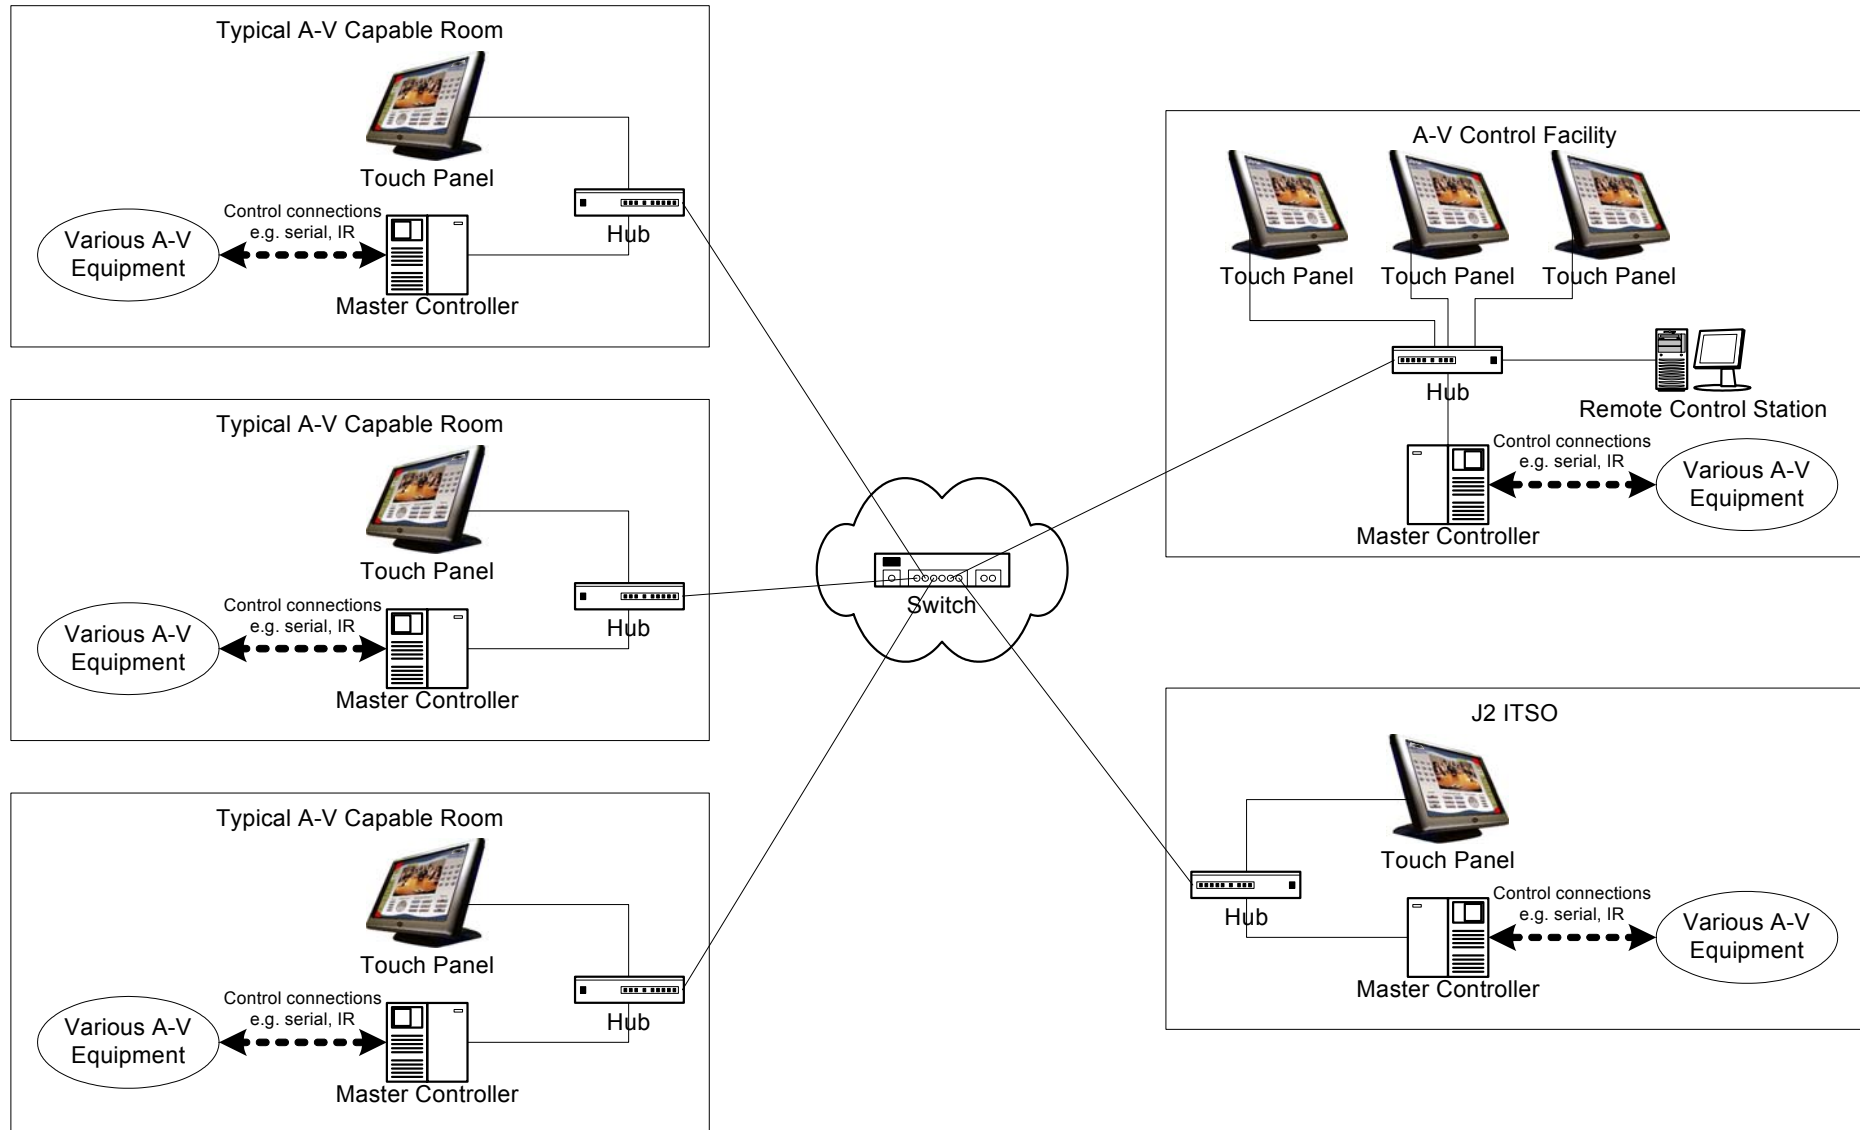 Typical A-V Capable Room
Touch Panel
Control connections
e.g. serial, IR
Various A-V
Equipment
Hub
Master Controller
Typical A-V Capable Room
Touch Panel
Control connections
e.g. serial, IR
Various A-V
Equipment
Hub
Master Controller
Typical A-V Capable Room
Touch Panel
Control connections
e.g. serial, IR
Various A-V
Equipment
Hub
Master Controller
Switch
A-V Control Facility
Touch Panel
Touch Panel
Touch Panel
Hub
Remote Control Station
Control connections
e.g. serial, IR
Various A-V
Equipment
Master Controller
J2 ITSO
Touch Panel
Hub
Control connections
e.g. serial, IR
Various A-V
Equipment
Master Controller